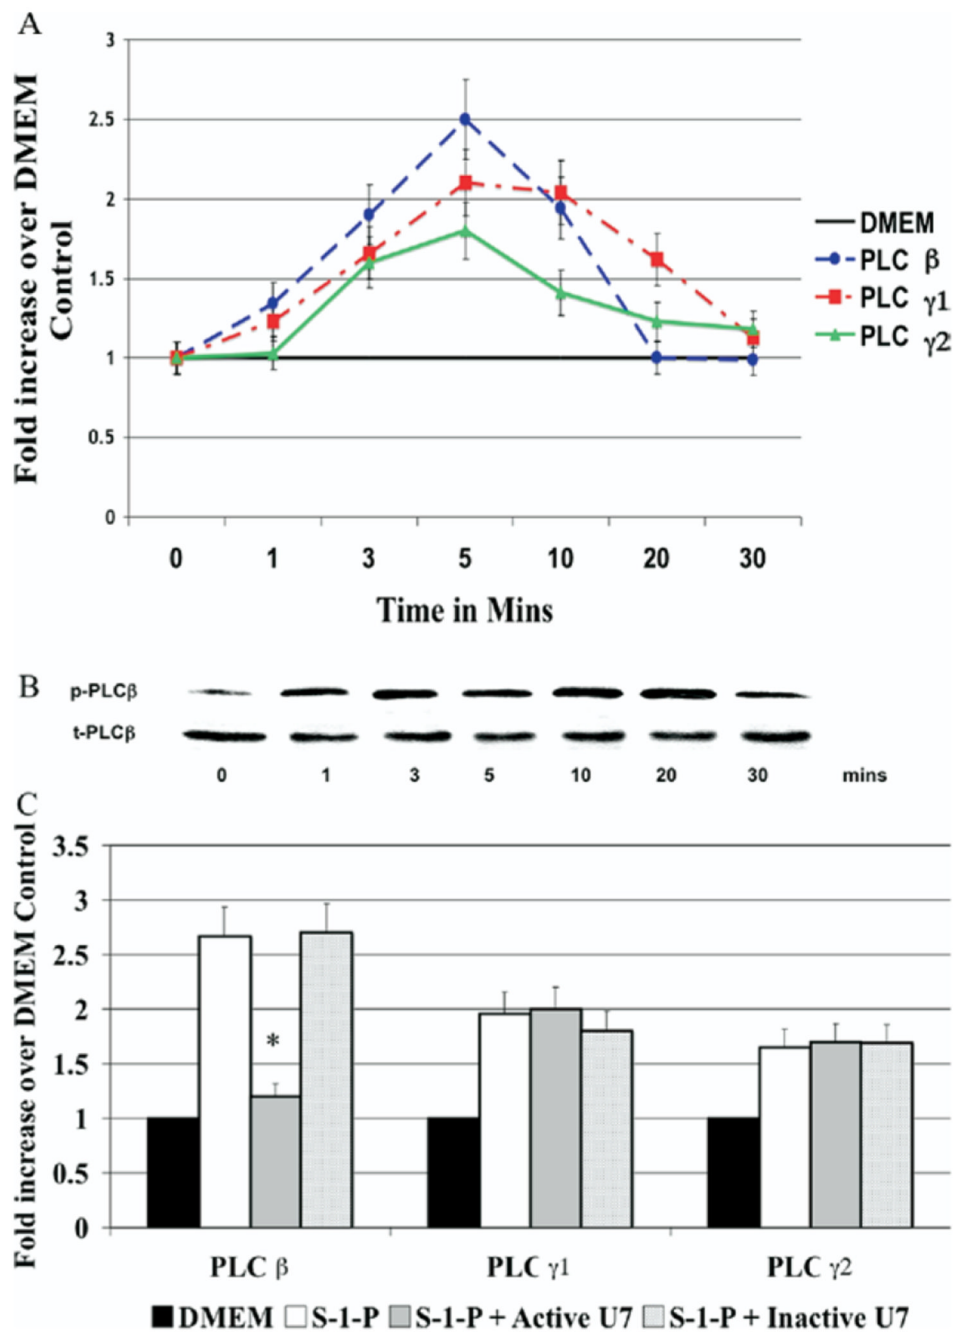 A
Fold increase over DMEM
Control
3
2.5
2
1.5
1
0.5
0
0 1 3 5 10 20 30
Time in Mins
DMEM
PLC β
PLC γ1
PLC γ2
B
p-PLCβ
t-PLCβ
0 1 3 5 10 20 30 mins
C
Fold increase over DMEM Control
3.5
3
2.5
2
1.5
1
0.5
0
*
PLC β PLC γ1 PLC γ2
DMEM S-1-P S-1-P + Active U7 S-1-P + Inactive U7